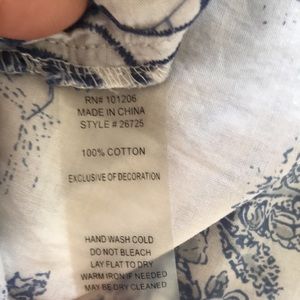 RN# 101206
MADE IN CHINA
STYLE # 26725
100% COTTON
EXCLUSIVE OF DECORATION
HAND WASH COLD
DO NOT BLEACH
LAY FLAT TO DRY
WARM IRON IF NEEDED
MAY BE DRY CLEANED